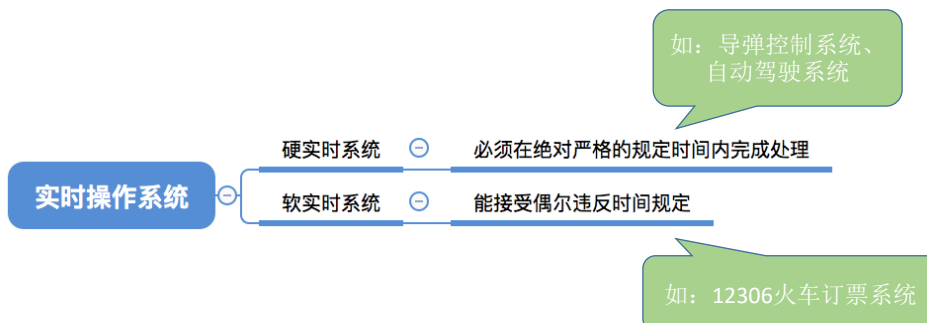 如：导弹控制系统、
自动驾驶系统
硬实时系统 必须在绝对严格的规定时间内完成处理
实时操作系统
软实时系统 能接受偶尔违反时间规定
如：12306火车订票系统